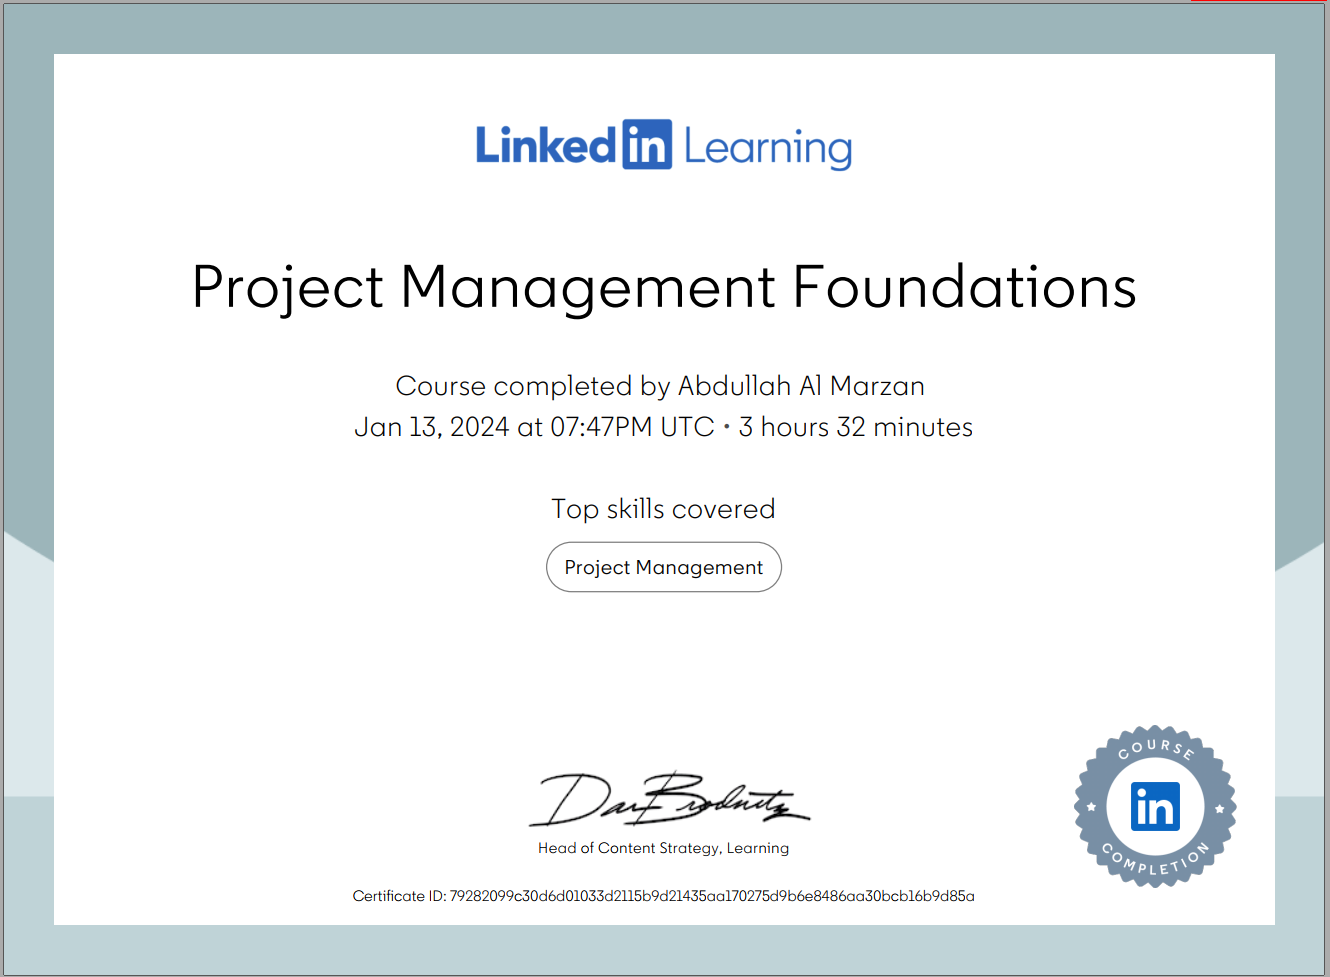 Linked in Learning
Project Management Foundations
Course completed by Abdullah Al Marzan
Jan 13, 2024 at 07:47PM UTC • 3 hours 32 minutes
Top skills covered
Project Management
Dan Brodnitz
Head of Content Strategy, Learning
Certificate ID: 79282099c30d6d01033d2115b9d21435aa170275d9b6e8486aa30bcb16b9d85a
COURSE
in
COMPLETION